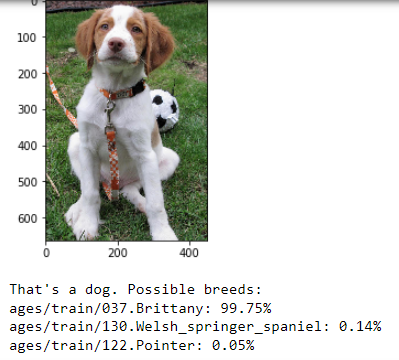 0
100
200
300
400
500
600
0 200 400
That's a dog. Possible breeds:
ages/train/037.Brittany: 99.75%
ages/train/130.Welsh_springer_spaniel: 0.14%
ages/train/122.Pointer: 0.05%